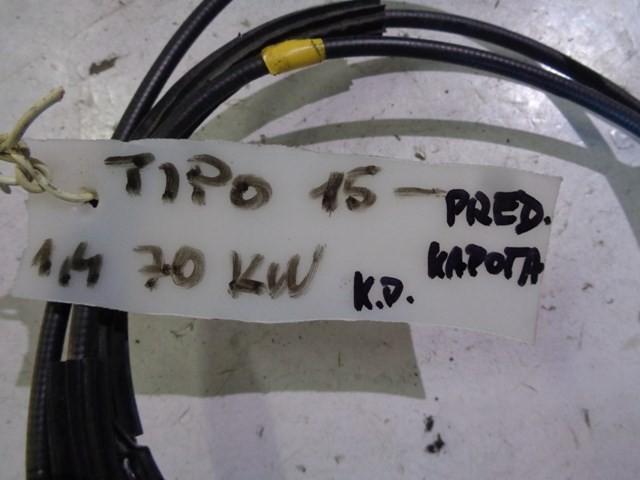 TIPO 15- PRED.
KAPOTA
1,4 70 KW K.D.